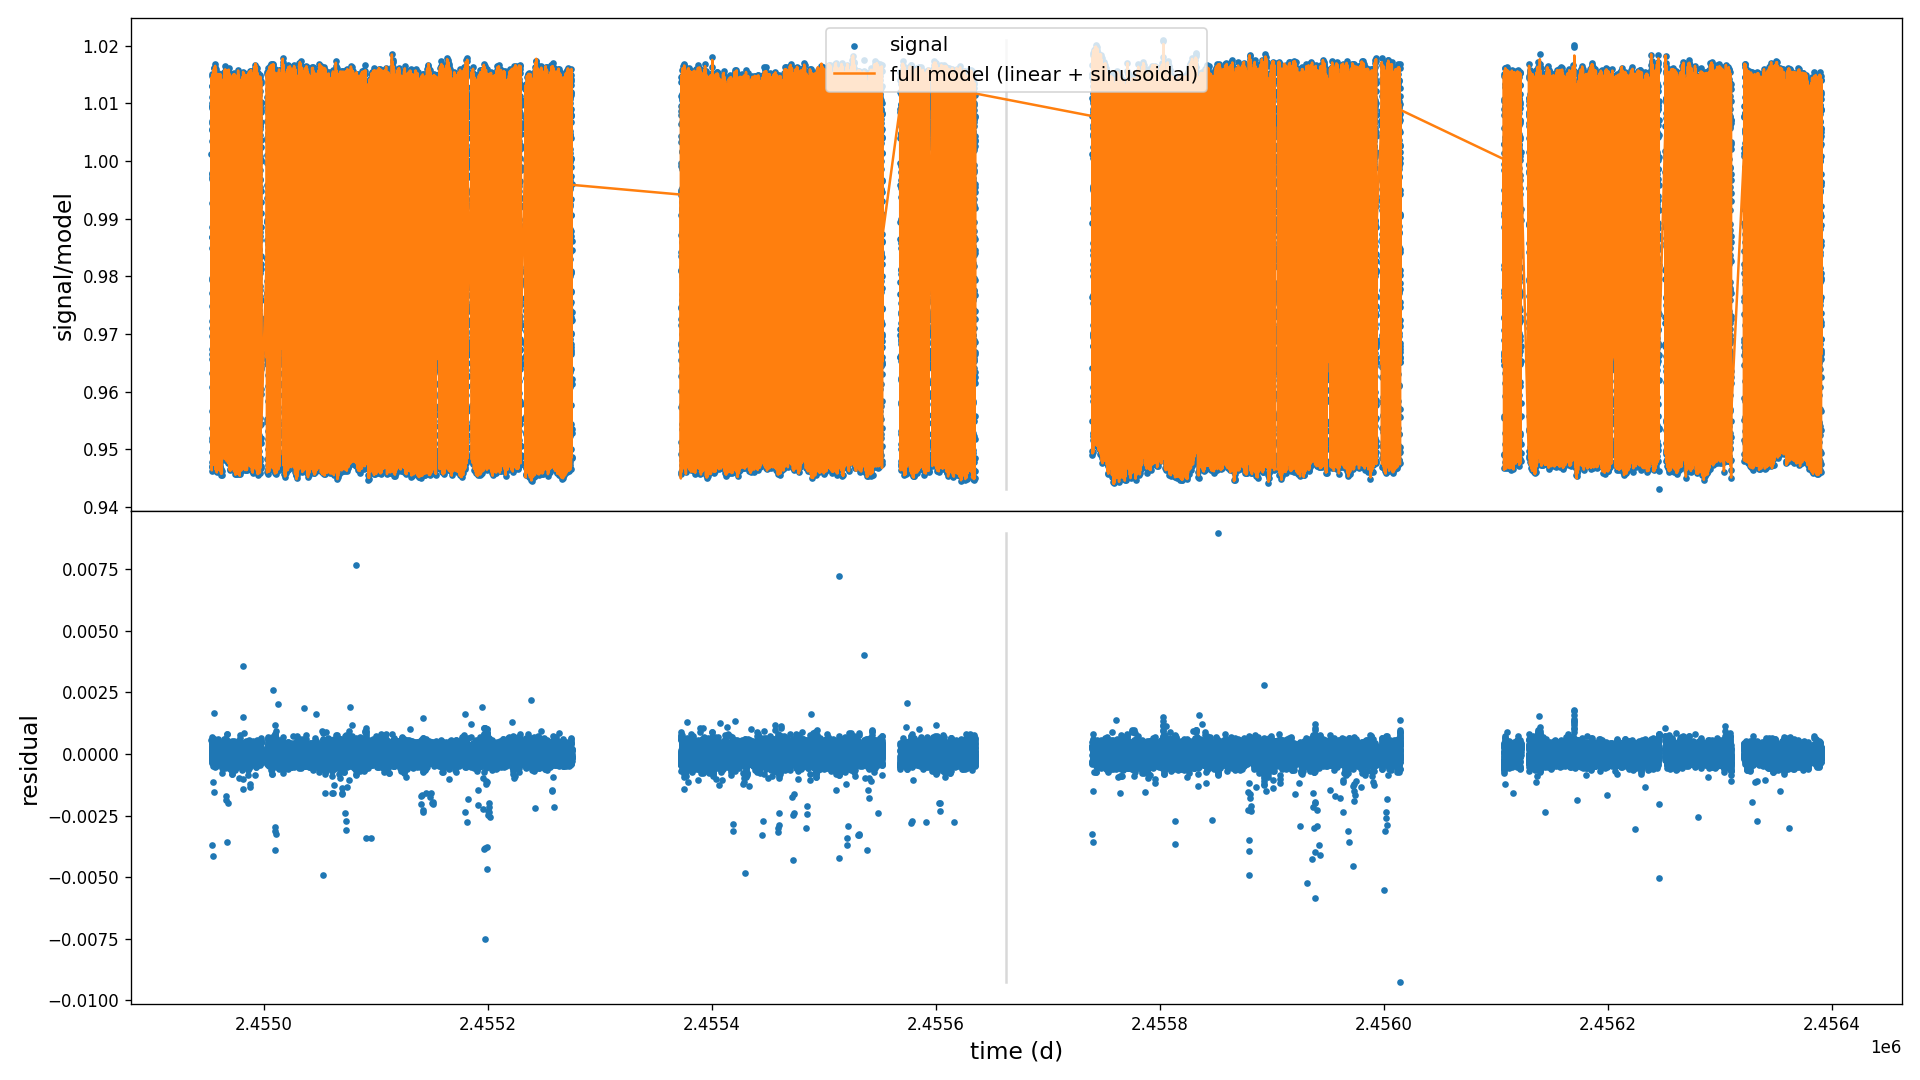 signal
full model (linear + sinusoidal)
signal/model
1.02
1.01
1.00
0.99
0.98
0.97
0.96
0.95
0.94
residual
0.0075
0.0050
0.0025
0.0000
−0.0025
−0.0050
−0.0075
−0.0100
2.4550 2.4552 2.4554 2.4556 2.4558 2.4560 2.4562 2.4564
1e6
time (d)